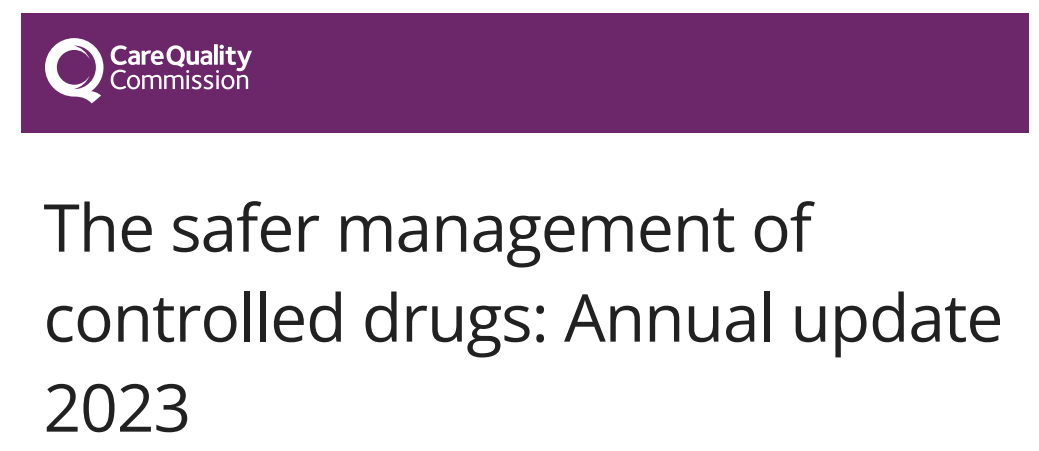 CareQuality
Commission
The safer management of
controlled drugs: Annual update
2023